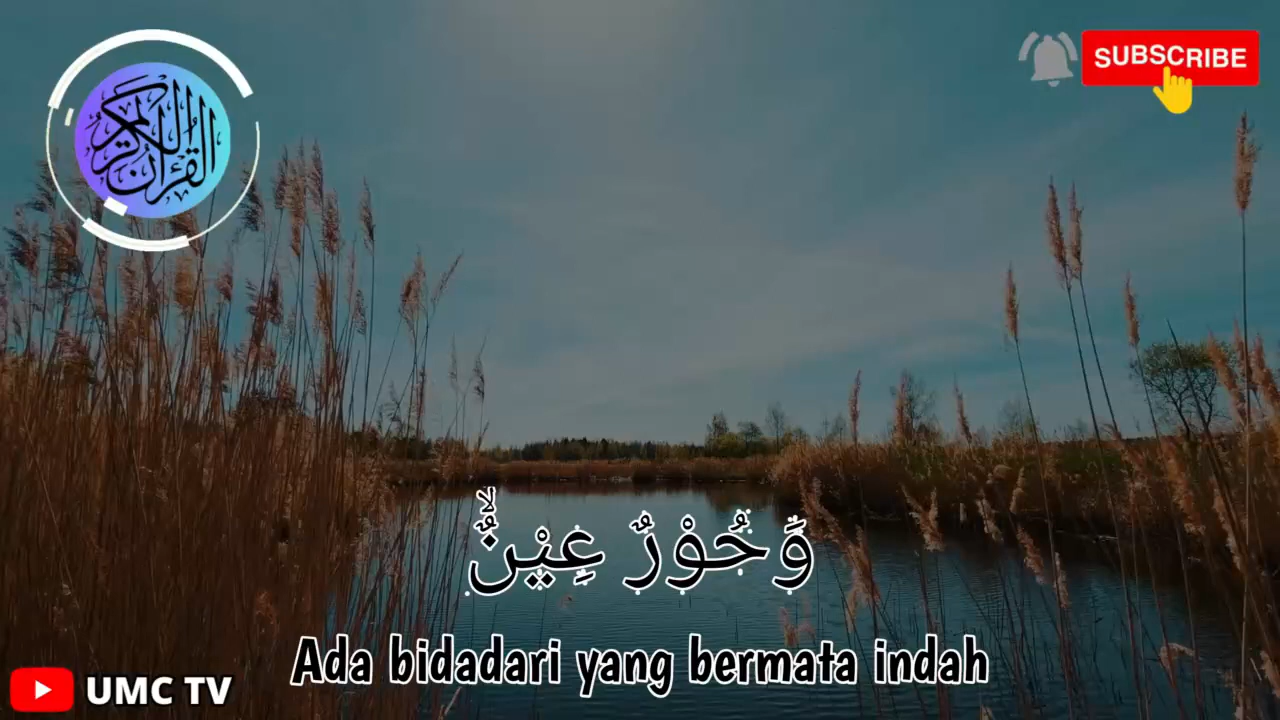 القرآن الكريم
SUBSCRIBE
وَحُوْرٌ عِيْنٌۙ
Ada bidadari yang bermata indah
UMC TV